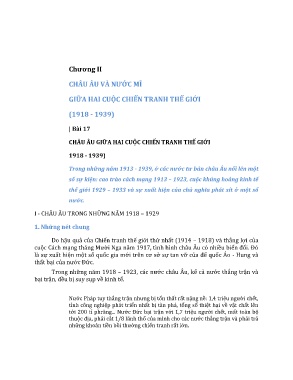 Chương II
CHÂU ÂU VÀ NƯỚC MĨ
GIỮA HAI CUỘC CHIẾN TRANH THẾ GIỚI
(1918 - 1939)
| Bài 17
CHÂU ÂU GIỮA HAI CUỘC CHIẾN TRANH THẾ GIỚI
1918 - 1939)
Trong những năm 1913 - 1939, ở các nước tư bản châu Âu nổi lên một
số sự kiện: cao trào cách mạng 1913 – 1923, cuộc khủng hoảng kinh tế
thế giới 1929 – 1933 và sự xuất hiện của chủ nghĩa phát xít ở một số
nước.
I - CHÂU ÂU TRONG NHỮNG NĂM 1918 – 1929
1. Những nét chung
Do hậu quả của Chiến tranh thế giới thứ nhất (1914 – 1918) và thắng lợi của
cuộc Cách mạng tháng Mười Nga năm 1917, tình hình châu Âu có nhiều biến đổi. Đó
là sự xuất hiện một số quốc gia mới trên cơ sở sự tan vỡ của đế quốc Áo - Hung và
thất bại của nước Đức.
Trong những năm 1918 – 1923, các nước châu Âu, kể cả nước thắng trận và
bại trận, đều bị suy sụp về kinh tế.
Nước Pháp tuy thắng trận nhưng bị tổn thất rất nặng nề: 1,4 triệu người chết,
10 tỉnh công nghiệp phát triển nhất bị tàn phá, tổng số thiệt hại về vật chất lên
tới 200 tỉ phrăng... Nước Đức bại trận với 1,7 triệu người chết, mất toàn bộ
thuộc địa, phải cắt 1/8 lãnh thổ của mình cho các nước thắng trận và phải trả
những khoản tiền bồi thường chiến tranh rất lớn.